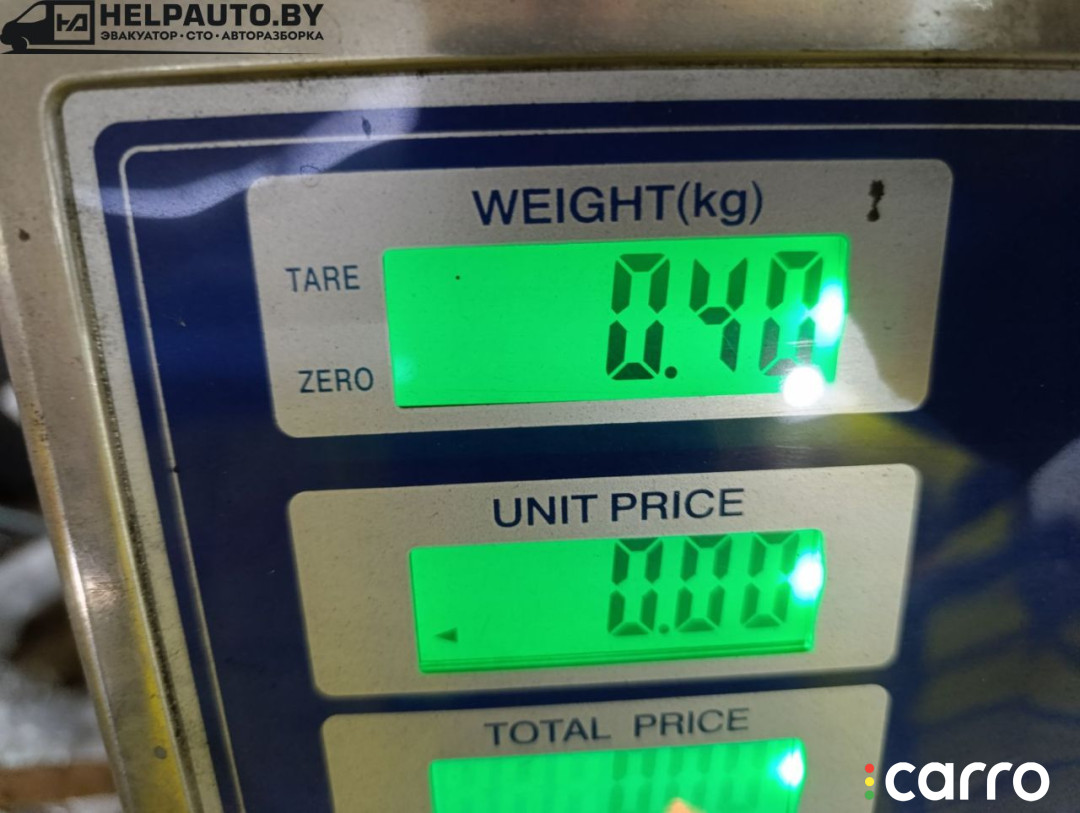 HELPAUTO.BY
ЭВАКУАТОР • СТО • АВТОРАЗБОРКА
WEIGHT(kg)
TARE
0.40
ZERO
UNIT PRICE
0.00
TOTAL PRICE
carro